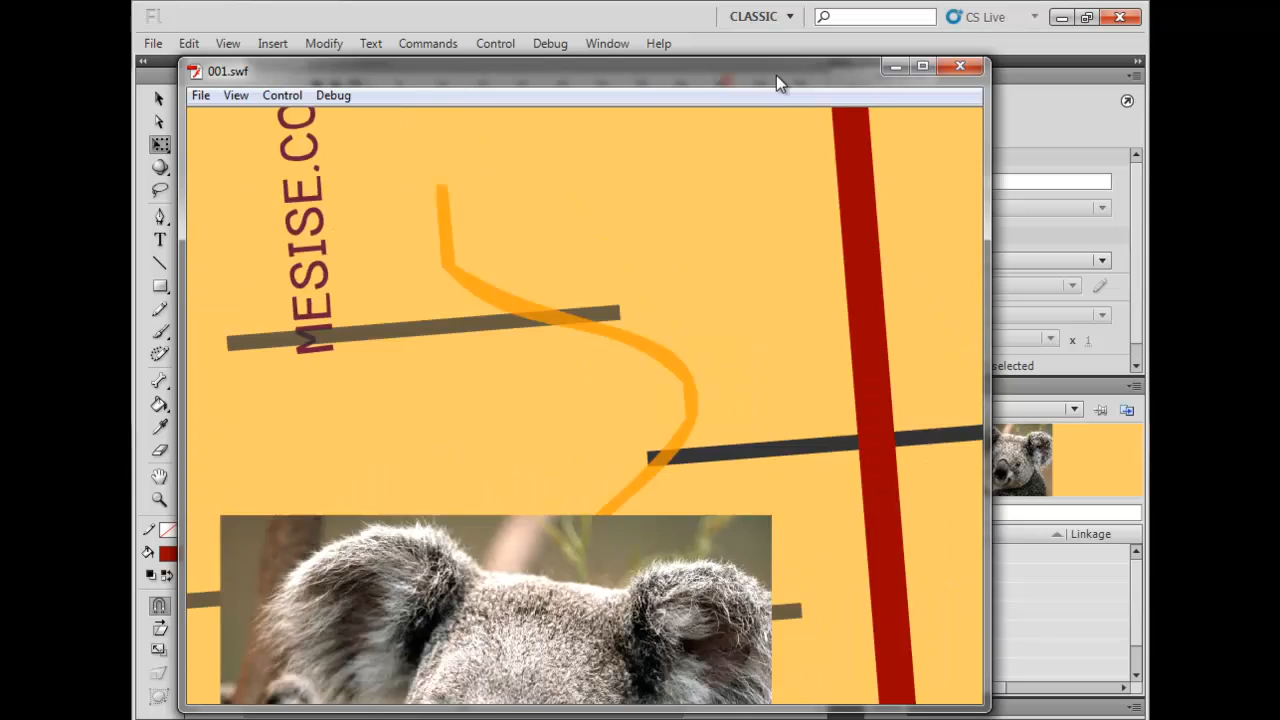 Fl
CLASSIC
CS Live
File Edit View Insert Modify Text Commands Control Debug Window Help
001.swf
File View Control Debug
MESISE.CO
T
x 1
selected
Linkage